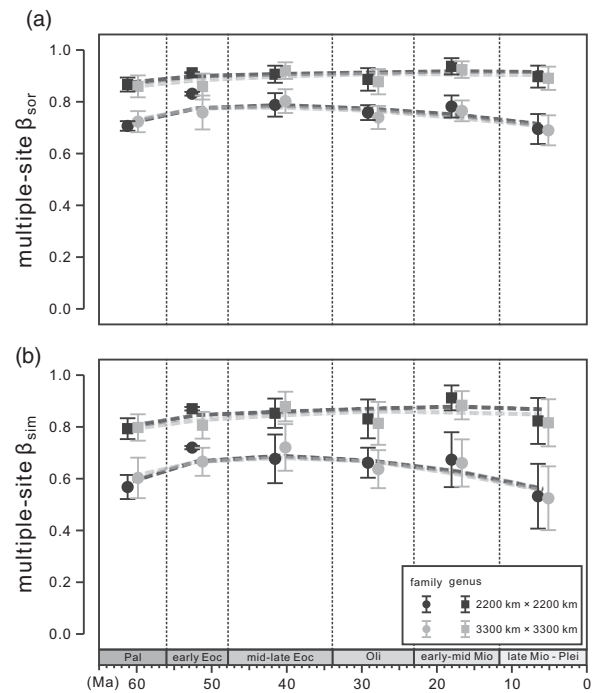 (a)
multiple-site βsor
1.0
0.8
0.6
0.4
0.2
0.0
(b)
multiple-site βsim
1.0
0.8
0.6
0.4
0.2
0.0
family genus
2200 km × 2200 km
3300 km × 3300 km
Pal early Eoc mid-late Eoc Oli early-mid Mio late Mio - Plei
(Ma) 60 50 40 30 20 10 0